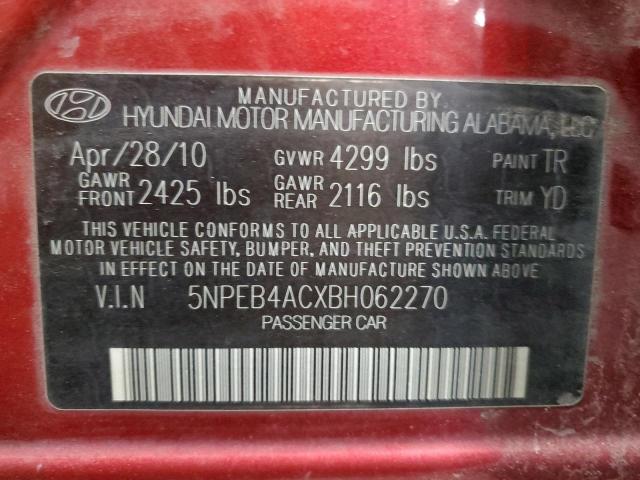 MANUFACTURED BY
HYUNDAI MOTOR MANUFACTURING ALABAMA, LLC
Apr/28/10 GVWR 4299 lbs PAINT TR
GAWR FRONT 2425 lbs GAWR REAR 2116 lbs TRIM YD
THIS VEHICLE CONFORMS TO ALL APPLICABLE U.S.A. FEDERAL
MOTOR VEHICLE SAFETY, BUMPER, AND THEFT PREVENTION STANDARDS
IN EFFECT ON THE DATE OF MANUFACTURE SHOWN ABOVE.
V.I.N 5NPEB4ACXBH062270
PASSENGER CAR